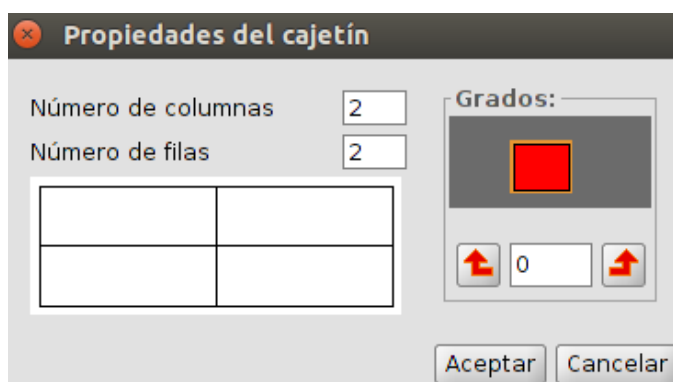 Propiedades del cajetín
Número de columnas 2
Número de filas 2
Grados:
0
Aceptar Cancelar